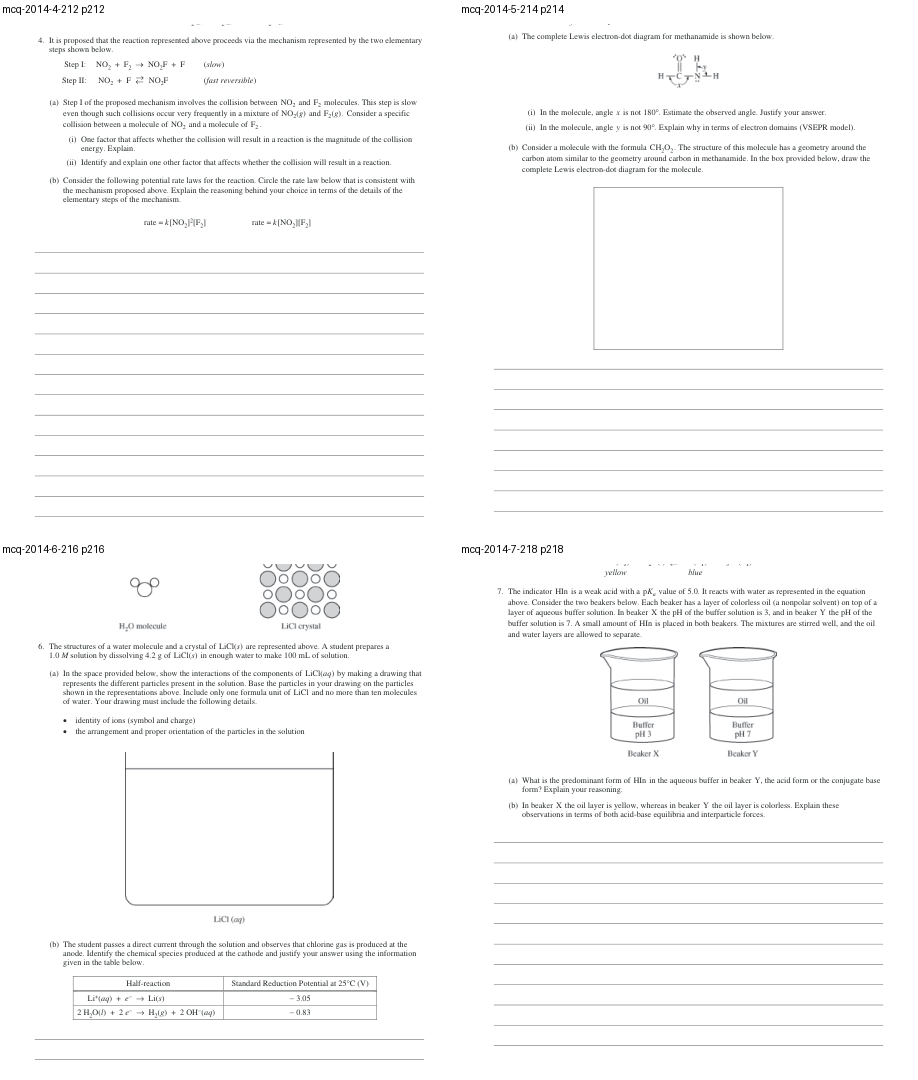 mcq-2014-4-212 p212
4. It is proposed that the reaction represented above proceeds via the mechanism represented by the two elementary
steps shown below.
Step I: NO₂ + F₂ → NO₂F + F (slow)
Step II: NO₂ + F ⇄ NO₂F (fast reversible)
(a) Step I of the proposed mechanism involves the collision between NO₂ and F₂ molecules. This step is slow
even though such collisions occur very frequently in a mixture of NO₂(g) and F₂(g). Consider a specific
collision between a molecule of NO₂ and a molecule of F₂.
(i) One factor that affects whether the collision will result in a reaction is the magnitude of the collision
energy. Explain.
(ii) Identify and explain one other factor that affects whether the collision will result in a reaction.
(b) Consider the following potential rate laws for the reaction. Circle the rate law below that is consistent with
the mechanism proposed above. Explain the reasoning behind your choice in terms of the details of the
elementary steps of the mechanism.
rate = k[NO₂]²[F₂] rate = k[NO₂][F₂]
mcq-2014-5-214 p214
(a) The complete Lewis electron-dot diagram for methanamide is shown below.
O H
H C N H
x y
(i) In the molecule, angle x is not 180°. Estimate the observed angle. Justify your answer.
(ii) In the molecule, angle y is not 90°. Explain why in terms of electron domains (VSEPR model).
(b) Consider a molecule with the formula CH₂O₂. The structure of this molecule has a geometry around the
carbon atom similar to the geometry around carbon in methanamide. In the box provided below, draw the
complete Lewis electron-dot diagram for the molecule.
mcq-2014-6-216 p216
H₂O molecule LiCl crystal
6. The structures of a water molecule and a crystal of LiCl(s) are represented above. A student prepares a
1.0 M solution by dissolving 4.2 g of LiCl(s) in enough water to make 100 mL of solution.
(a) In the space provided below, show the interactions of the components of LiCl(aq) by making a drawing that
represents the different particles present in the solution. Base the particles in your drawing on the particles
shown in the representations above. Include only one formula unit of LiCl and no more than ten molecules
of water. Your drawing must include the following details.
• identity of ions (symbol and charge)
• the arrangement and proper orientation of the particles in the solution
LiCl (aq)
(b) The student passes a direct current through the solution and observes that chlorine gas is produced at the
anode. Identify the chemical species produced at the cathode and justify your answer using the information
given in the table below.
Half-reaction Standard Reduction Potential at 25°C (V)
Li⁺(aq) + e⁻ → Li(s) − 3.05
2 H₂O(l) + 2 e⁻ → H₂(g) + 2 OH⁻(aq) − 0.83
mcq-2014-7-218 p218
yellow blue
7. The indicator HIn is a weak acid with a pKₐ value of 5.0. It reacts with water as represented in the equation
above. Consider the two beakers below. Each beaker has a layer of colorless oil (a nonpolar solvent) on top of a
layer of aqueous buffer solution. In beaker X the pH of the buffer solution is 3, and in beaker Y the pH of the
buffer solution is 7. A small amount of HIn is placed in both beakers. The mixtures are stirred well, and the oil
and water layers are allowed to separate.
Oil Oil
Buffer Buffer
pH 3 pH 7
Beaker X Beaker Y
(a) What is the predominant form of HIn in the aqueous buffer in beaker Y, the acid form or the conjugate base
form? Explain your reasoning.
(b) In beaker X the oil layer is yellow, whereas in beaker Y the oil layer is colorless. Explain these
observations in terms of both acid-base equilibria and interparticle forces.